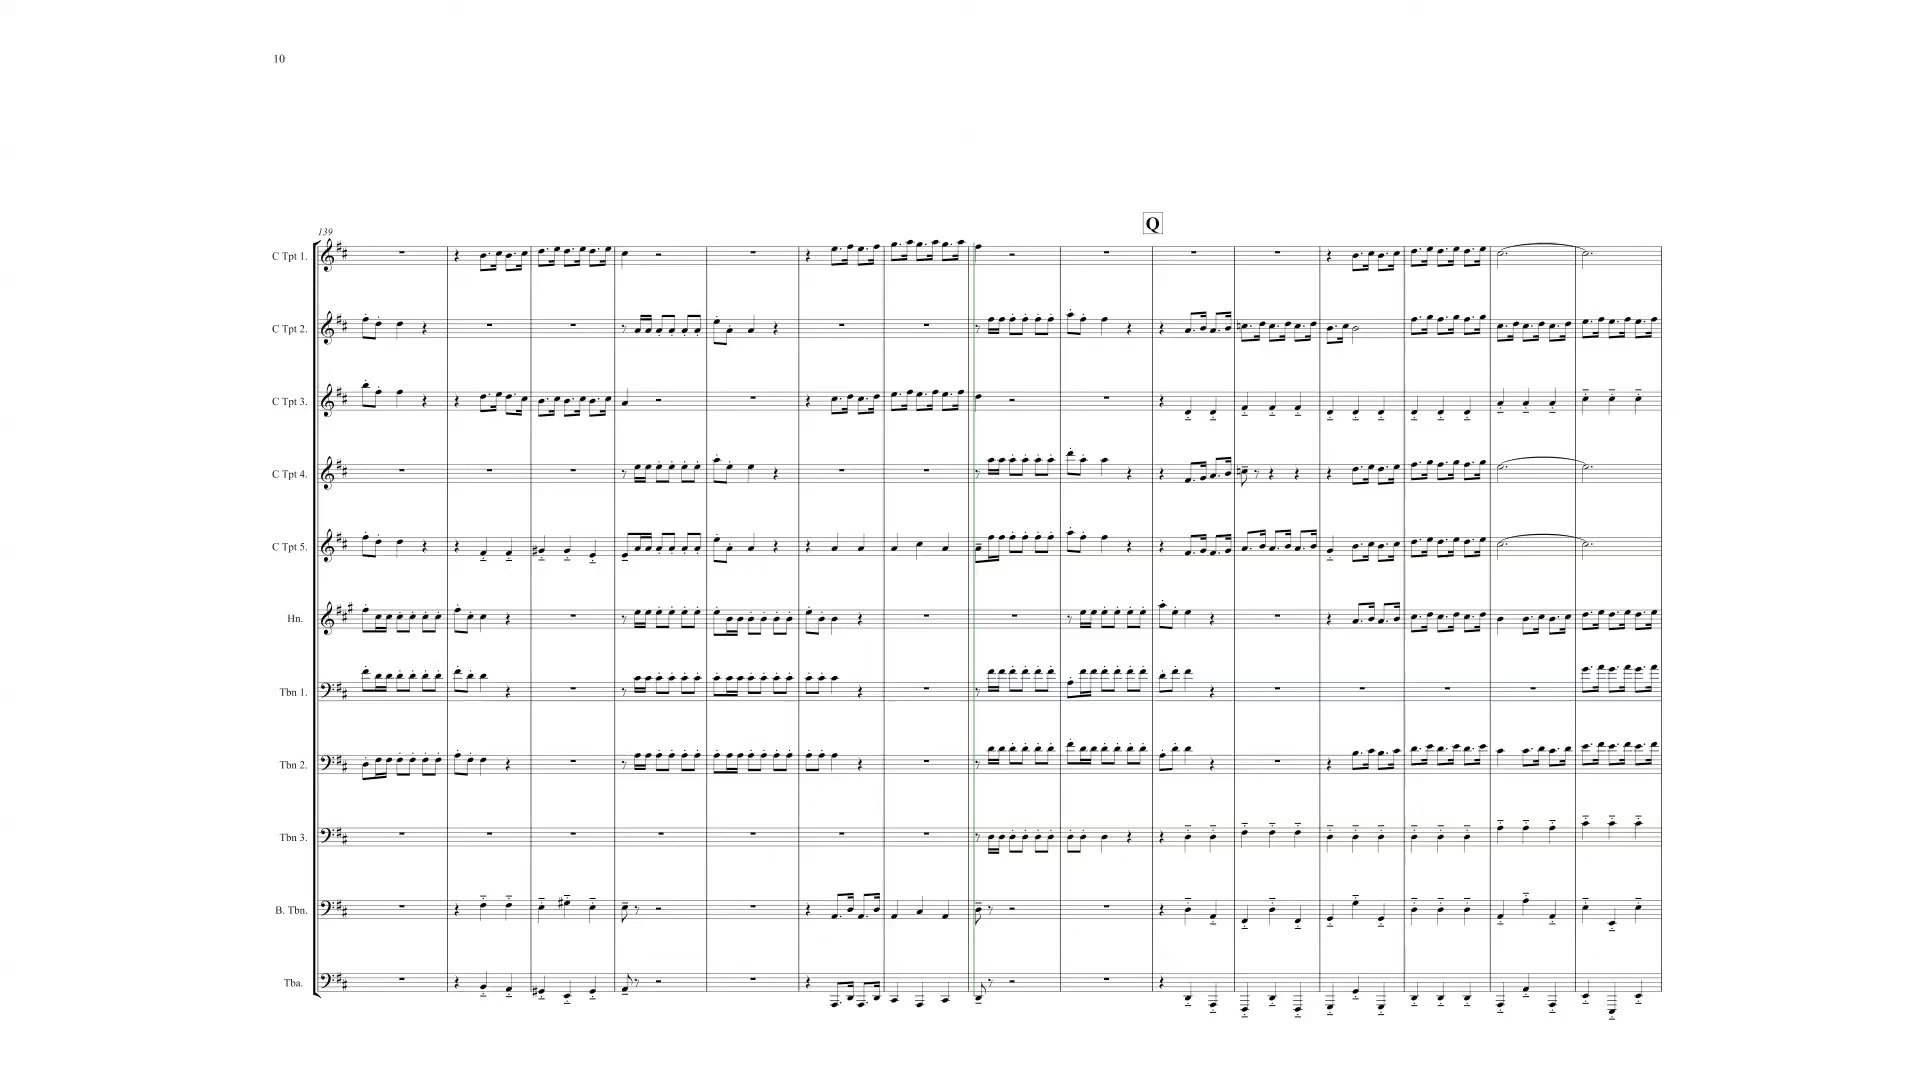 10
Q
139
C Tpt 1.
C Tpt 2.
C Tpt 3.
C Tpt 4.
C Tpt 5.
Hn.
Tbn 1.
Tbn 2.
Tbn 3.
B. Tbn.
Tba.